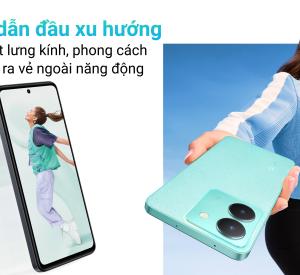 dẫn đầu xu hướng
t lưng kính, phong cách
ra vẻ ngoài năng động